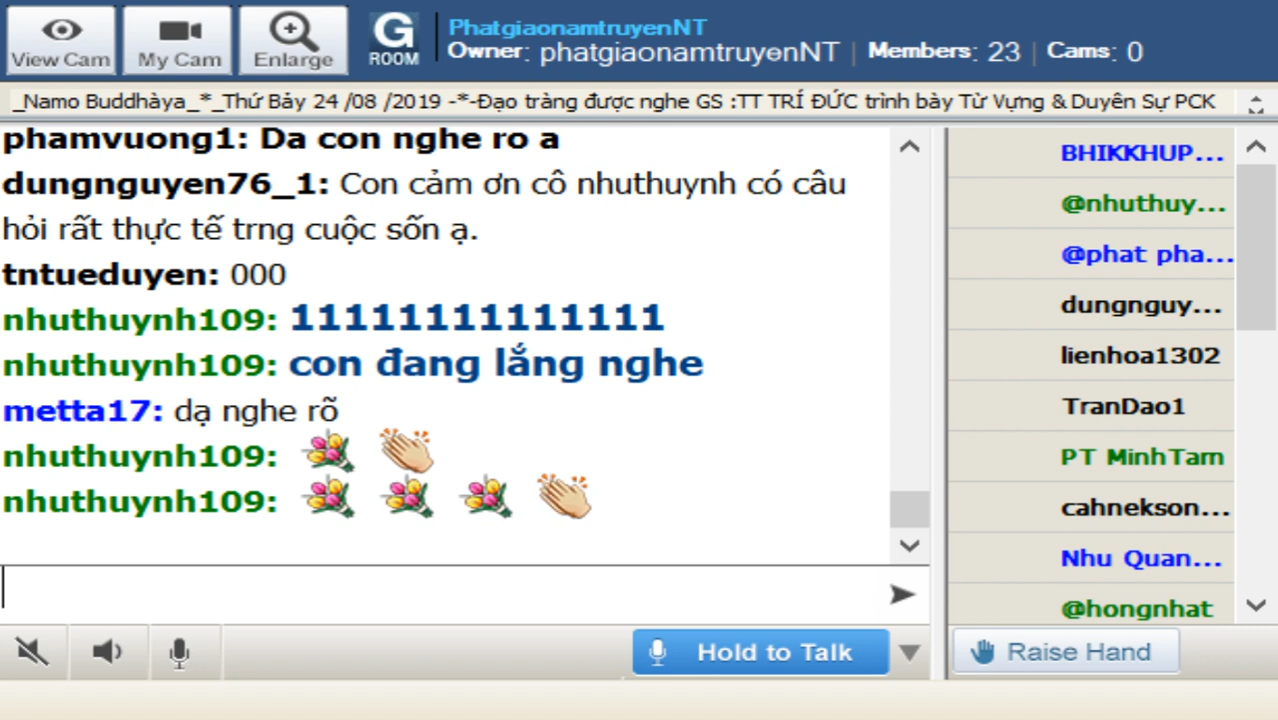 View Cam
My Cam
Enlarge
G
ROOM
PhatgiaonamtruyenNT
Owner: phatgiaonamtruyenNT | Members: 23 | Cams: 0
_Namo Buddhàya_*_Thứ Bảy 24 /08 /2019 -*-Đạo tràng được nghe GS :TT TRÍ ĐỨC trình bày Từ Vựng & Duyên Sự PCK
phamvuong1: Da con nghe ro a
dungnguyen76_1: Con cảm ơn cô nhuthuynh có câu
hỏi rất thực tế trng cuộc sốn ạ.
tntueduyen: 000
nhuthuynh109: 11111111111111
nhuthuynh109: con đang lắng nghe
metta17: dạ nghe rõ
nhuthuynh109:
nhuthuynh109:
BHIKKHUP...
@nhuthuy...
@phat pha...
dungnguy...
lienhoa1302
TranDao1
PT MinhTam
cahnekson...
Nhu Quan...
@hongnhat
Hold to Talk
Raise Hand